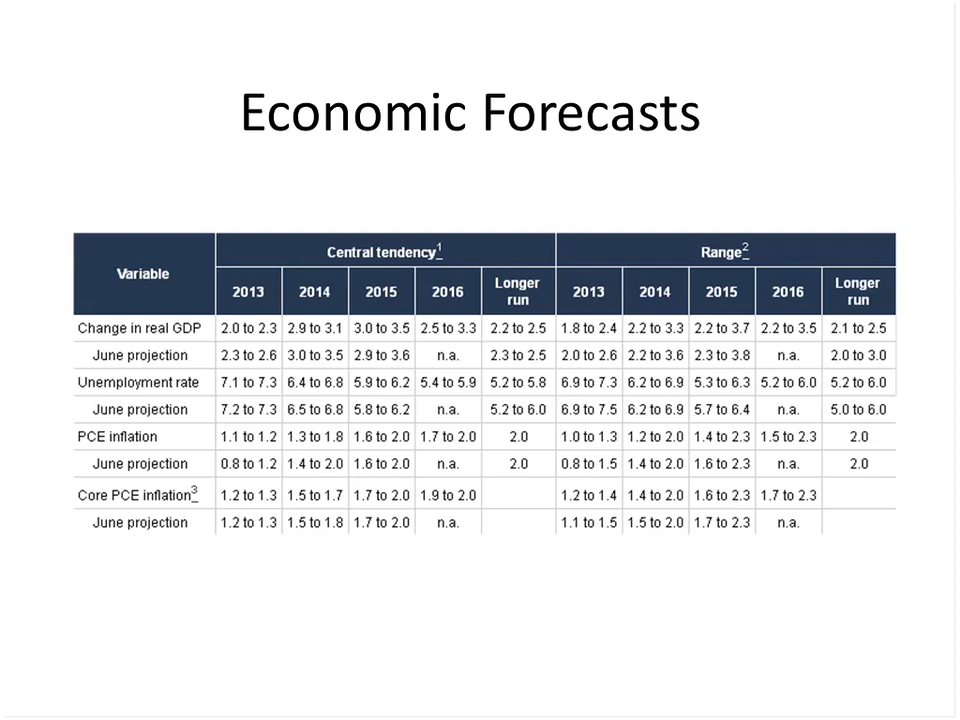 Economic Forecasts
Variable Central tendency1 Range2
2013 2014 2015 2016 Longer run 2013 2014 2015 2016 Longer run
Change in real GDP 2.0 to 2.3 2.9 to 3.1 3.0 to 3.5 2.5 to 3.3 2.2 to 2.5 1.8 to 2.4 2.2 to 3.3 2.2 to 3.7 2.2 to 3.5 2.1 to 2.5
June projection 2.3 to 2.6 3.0 to 3.5 2.9 to 3.6 n.a. 2.3 to 2.5 2.0 to 2.6 2.2 to 3.6 2.3 to 3.8 n.a. 2.0 to 3.0
Unemployment rate 7.1 to 7.3 6.4 to 6.8 5.9 to 6.2 5.4 to 5.9 5.2 to 5.8 6.9 to 7.3 6.2 to 6.9 5.3 to 6.3 5.2 to 6.0 5.2 to 6.0
June projection 7.2 to 7.3 6.5 to 6.8 5.8 to 6.2 n.a. 5.2 to 6.0 6.9 to 7.5 6.2 to 6.9 5.7 to 6.4 n.a. 5.0 to 6.0
PCE inflation 1.1 to 1.2 1.3 to 1.8 1.6 to 2.0 1.7 to 2.0 2.0 1.0 to 1.3 1.2 to 2.0 1.4 to 2.3 1.5 to 2.3 2.0
June projection 0.8 to 1.2 1.4 to 2.0 1.6 to 2.0 n.a. 2.0 0.8 to 1.5 1.4 to 2.0 1.6 to 2.3 n.a. 2.0
Core PCE inflation3 1.2 to 1.3 1.5 to 1.7 1.7 to 2.0 1.9 to 2.0 1.2 to 1.4 1.4 to 2.0 1.6 to 2.3 1.7 to 2.3
June projection 1.2 to 1.3 1.5 to 1.8 1.7 to 2.0 n.a. 1.1 to 1.5 1.5 to 2.0 1.7 to 2.3 n.a.